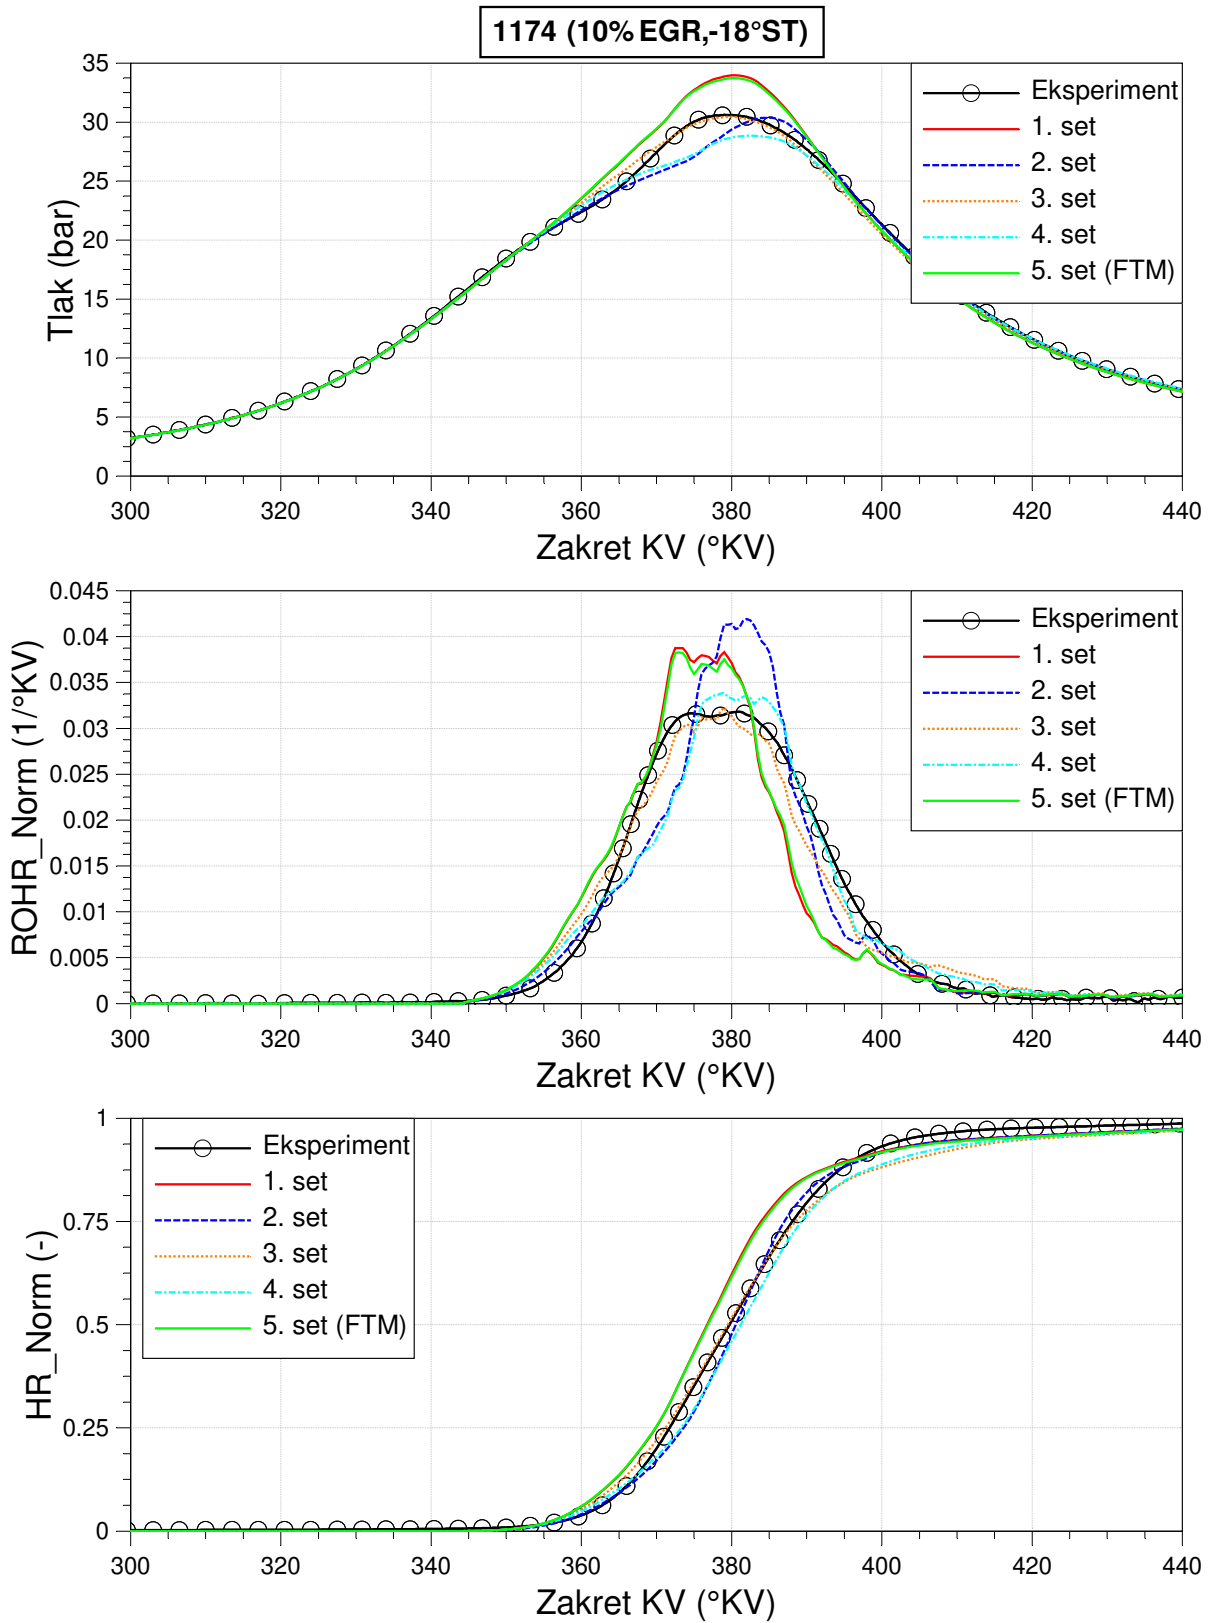 1174 (10% EGR,-18°ST)
35
30
25
20
15
10
5
0
Tlak (bar)
Eksperiment
1. set
2. set
3. set
4. set
5. set (FTM)
300 320 340 360 380 400 420 440
Zakret KV (°KV)
0.045
0.04
0.035
0.03
0.025
0.02
0.015
0.01
0.005
0
ROHR_Norm (1/°KV)
Eksperiment
1. set
2. set
3. set
4. set
5. set (FTM)
300 320 340 360 380 400 420 440
Zakret KV (°KV)
1
0.75
0.5
0.25
0
HR_Norm (-)
Eksperiment
1. set
2. set
3. set
4. set
5. set (FTM)
300 320 340 360 380 400 420 440
Zakret KV (°KV)